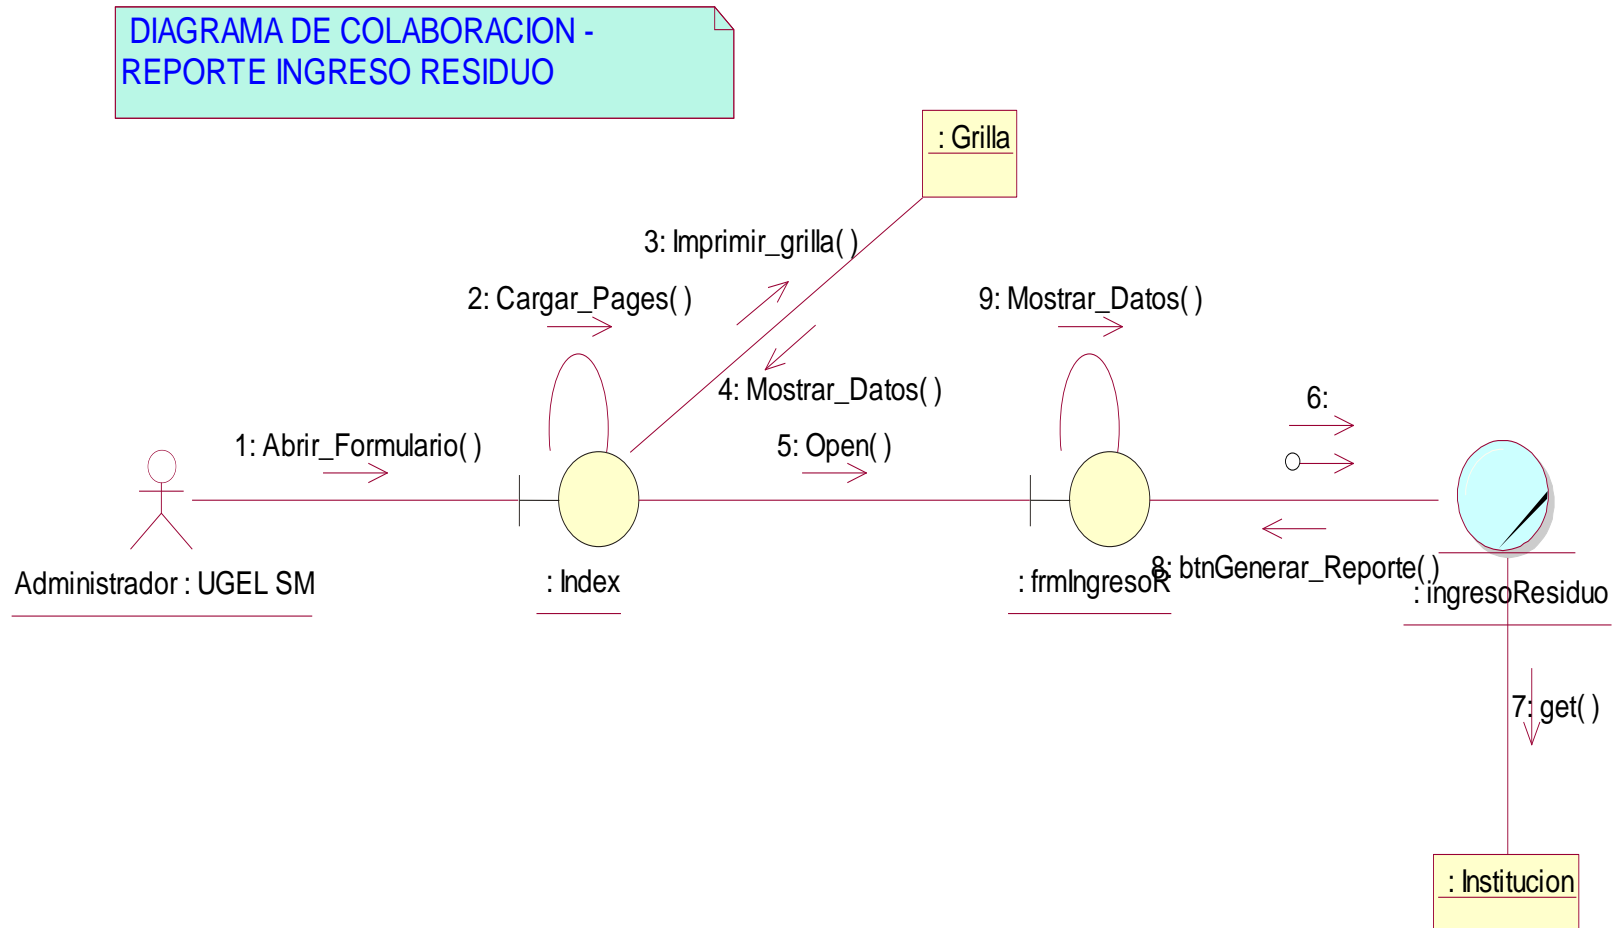 DIAGRAMA DE COLABORACION -
REPORTE INGRESO RESIDUO
: Grilla
3: Imprimir_grilla( )
2: Cargar_Pages( )
9: Mostrar_Datos( )
4: Mostrar_Datos( )
6:
1: Abrir_Formulario( )
5: Open( )
8: btnGenerar_Reporte( )
Administrador : UGEL SM
: Index
: frmIngresoR
: ingresoResiduo
7: get( )
: Institucion